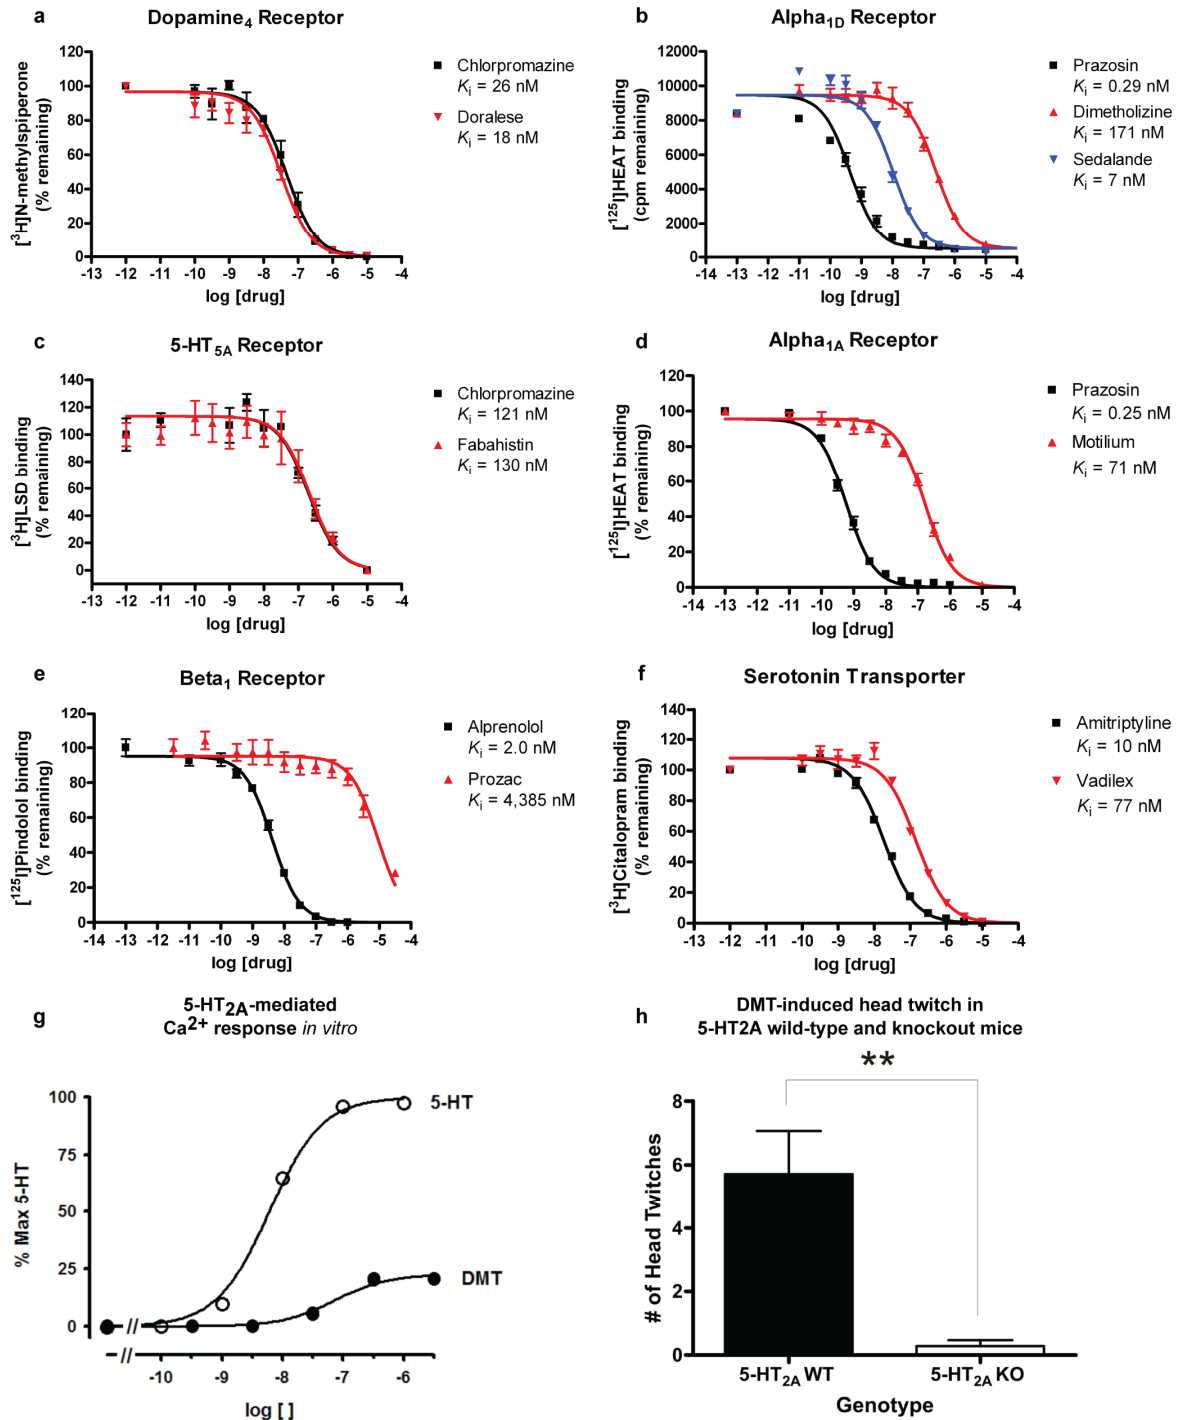 a
Dopamine4 Receptor
[3H]N-methylspiperone
(% remaining)
120
100
80
60
40
20
0
-13 -12 -11 -10 -9 -8 -7 -6 -5 -4
log [drug]
Chlorpromazine
Ki = 26 nM
Doralese
Ki = 18 nM
b
Alpha1D Receptor
[125I]HEAT binding
(cpm remaining)
12000
10000
8000
6000
4000
2000
0
-14 -13 -12 -11 -10 -9 -8 -7 -6 -5 -4
log [drug]
Prazosin
Ki = 0.29 nM
Dimetholizine
Ki = 171 nM
Sedalande
Ki = 7 nM
c
5-HT5A Receptor
[3H]LSD binding
(% remaining)
140
120
100
80
60
40
20
0
-13 -12 -11 -10 -9 -8 -7 -6 -5 -4
log [drug]
Chlorpromazine
Ki = 121 nM
Fabahistin
Ki = 130 nM
d
Alpha1A Receptor
[125I]HEAT binding
(% remaining)
120
100
80
60
40
20
0
-14 -13 -12 -11 -10 -9 -8 -7 -6 -5 -4
log [drug]
Prazosin
Ki = 0.25 nM
Motilium
Ki = 71 nM
e
Beta1 Receptor
[125I]Pindolol binding
(% remaining)
120
100
80
60
40
20
0
-14 -13 -12 -11 -10 -9 -8 -7 -6 -5 -4
log [drug]
Alprenolol
Ki = 2.0 nM
Prozac
Ki = 4,385 nM
f
Serotonin Transporter
[3H]Citalopram binding
(% remaining)
140
120
100
80
60
40
20
0
-13 -12 -11 -10 -9 -8 -7 -6 -5 -4
log [drug]
Amitriptyline
Ki = 10 nM
Vadilex
Ki = 77 nM
g
5-HT2A-mediated
Ca2+ response in vitro
% Max 5-HT
100
75
50
25
0
-10 -9 -8 -7 -6
log [ ]
5-HT
DMT
h
DMT-induced head twitch in
5-HT2A wild-type and knockout mice
**
# of Head Twitches
8
6
4
2
0
5-HT2A WT 5-HT2A KO
Genotype